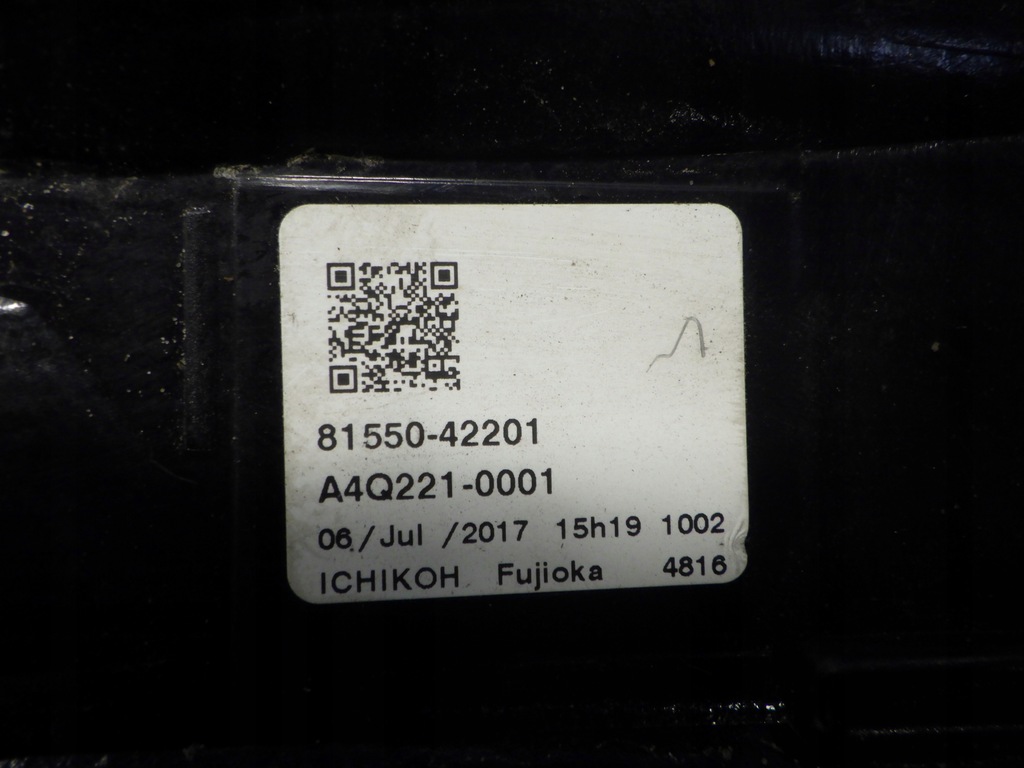 81550-42201
A4Q221-0001
06/Jul /2017 15h19 1002
ICHIKOH Fujioka 4816